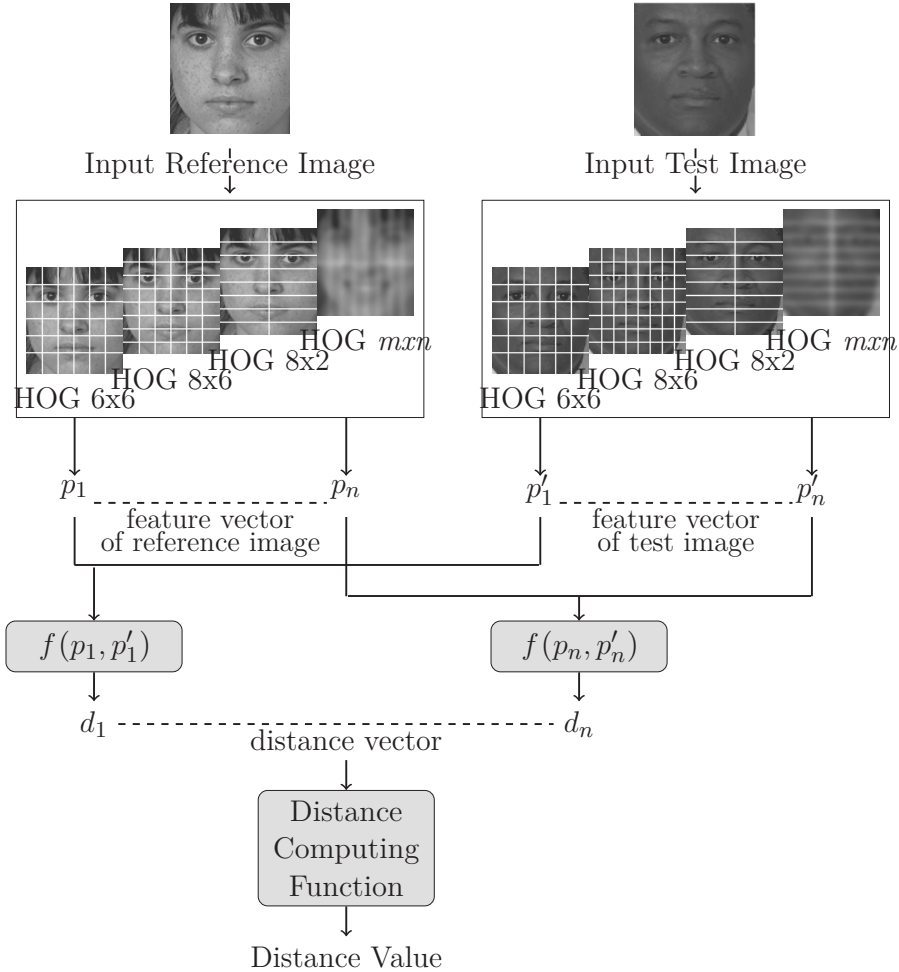 Input Reference Image
Input Test Image
HOG 6x6
HOG 8x6
HOG 8x2
HOG mxn
HOG 6x6
HOG 8x6
HOG 8x2
HOG mxn
p₁
pₙ
p′₁
p′ₙ
feature vector
of reference image
feature vector
of test image
f(p₁, p′₁)
f(pₙ, p′ₙ)
d₁
dₙ
distance vector
Distance
Computing
Function
Distance Value